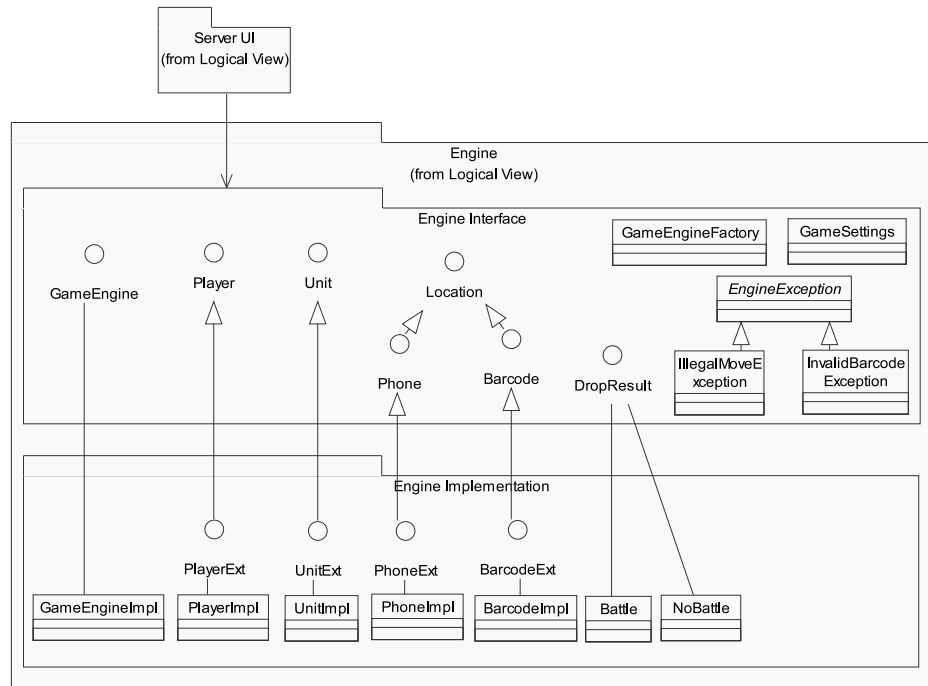 Server UI
(from Logical View)
Engine
(from Logical View)
Engine Interface
GameEngineFactory
GameSettings
GameEngine
Player
Unit
Location
EngineException
Phone
Barcode
DropResult
IllegalMoveE
xception
InvalidBarcode
Exception
Engine Implementation
PlayerExt
UnitExt
PhoneExt
BarcodeExt
GameEngineImpl
PlayerImpl
UnitImpl
PhoneImpl
BarcodeImpl
Battle
NoBattle